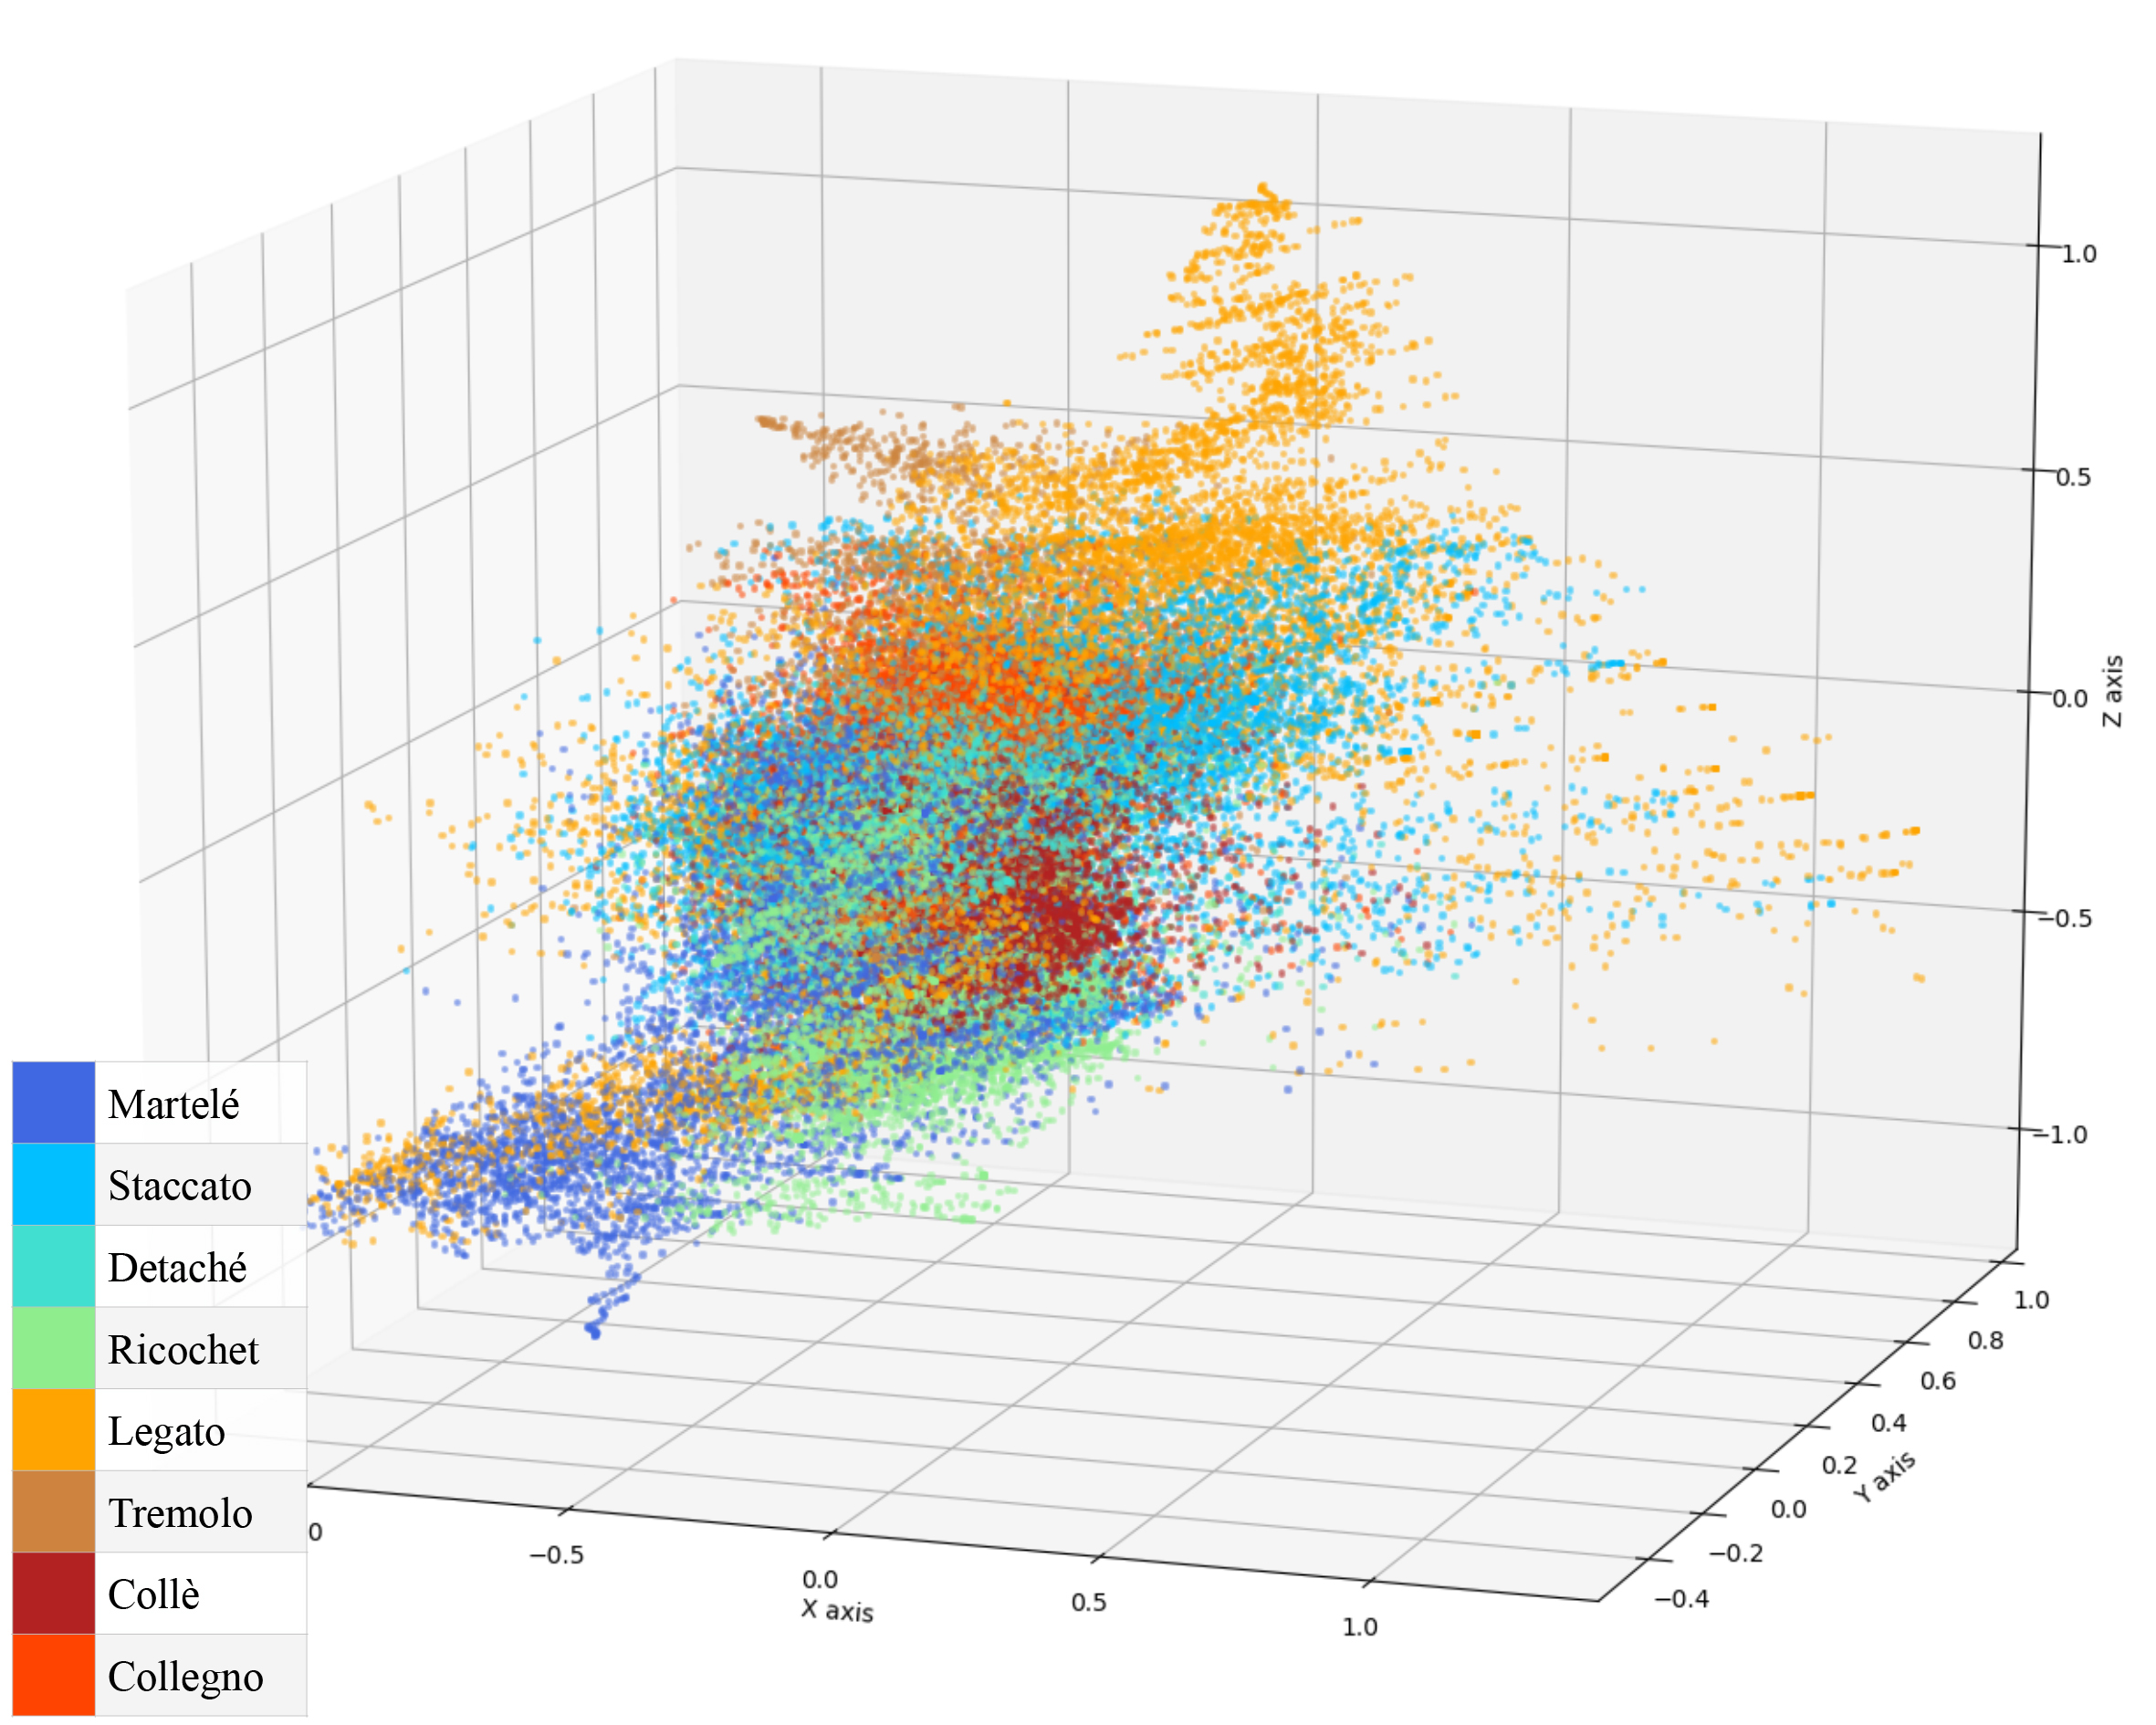 1.0
0.5
0.0
−0.5
−1.0
Z axis
1.0
0.8
0.6
0.4
0.2
0.0
−0.2
−0.4
Y axis
0
−0.5
0.0
0.5
1.0
X axis
Martelé
Staccato
Detaché
Ricochet
Legato
Tremolo
Collè
Collegno